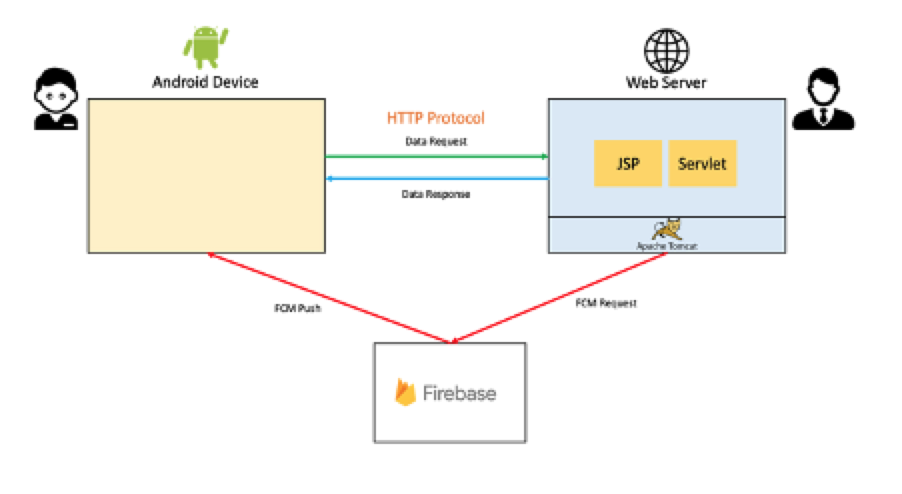 Android Device
Web Server
HTTP Protocol
Data Request
Data Response
JSP
Servlet
Apache Tomcat
FCM Push
FCM Request
Firebase